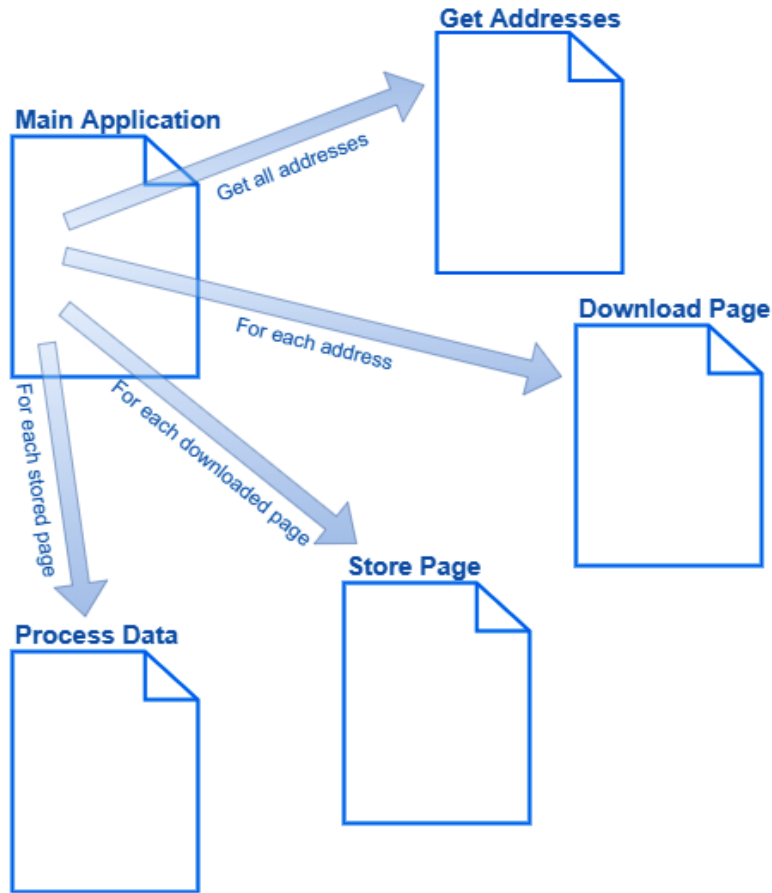 Get Addresses
Main Application
Get all addresses
For each address
Download Page
For each downloaded page
For each stored page
Store Page
Process Data